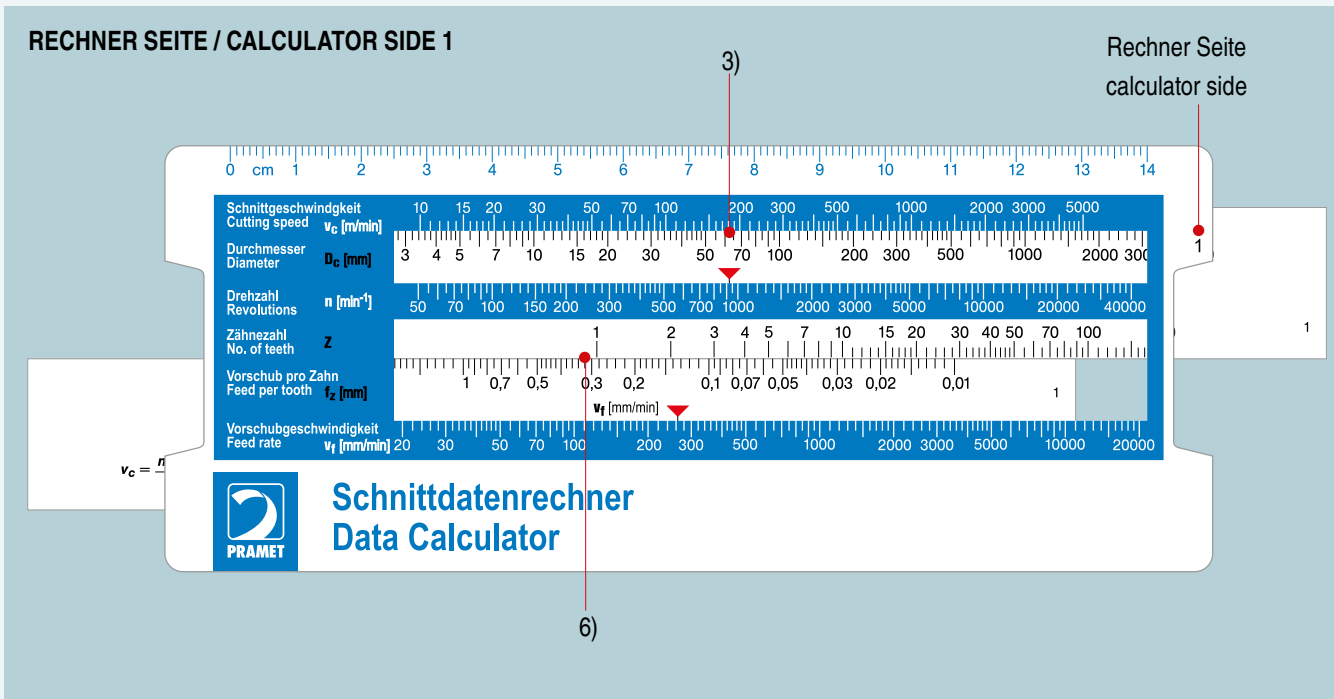 RECHNER SEITE / CALCULATOR SIDE 1
3)
Rechner Seite
calculator side
0 cm 1 2 3 4 5 6 7 8 9 10 11 12 13 14
Schnittgeschwindgkeit
Cutting speed vc [m/min]
10 15 20 30 50 70 100 200 300 500 1000 2000 3000 5000
Durchmesser
Diameter Dc [mm]
3 4 5 7 10 15 20 30 50 70 100 200 300 500 1000 2000 300
1
Drehzahl
Revolutions n [min-1]
50 70 100 150 200 300 500 700 1000 2000 3000 5000 10000 20000 40000
Zähnezahl
No. of teeth Z
1 2 3 4 5 7 10 15 20 30 40 50 70 100
1
Vorschub pro Zahn
Feed per tooth fz [mm]
1 0,7 0,5 0,3 0,2 0,1 0,07 0,05 0,03 0,02 0,01
1
vf [mm/min]
Vorschubgeschwindigkeit
Feed rate vf [mm/min]
20 30 50 70 100 200 300 500 1000 2000 3000 5000 10000 20000
vc = n
PRAMET
Schnittdatenrechner
Data Calculator
6)